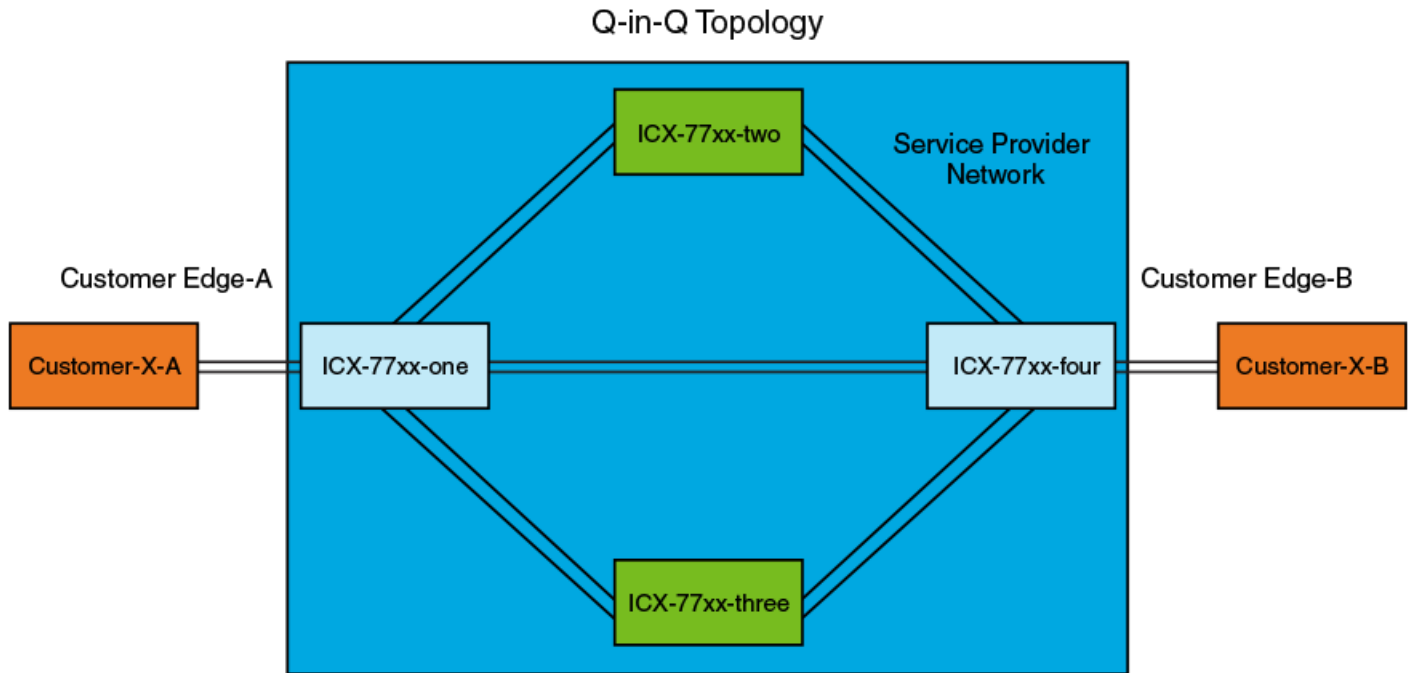 Q-in-Q Topology
ICX-77xx-two
Service Provider
Network
Customer Edge-A
Customer Edge-B
Customer-X-A
ICX-77xx-one
ICX-77xx-four
Customer-X-B
ICX-77xx-three